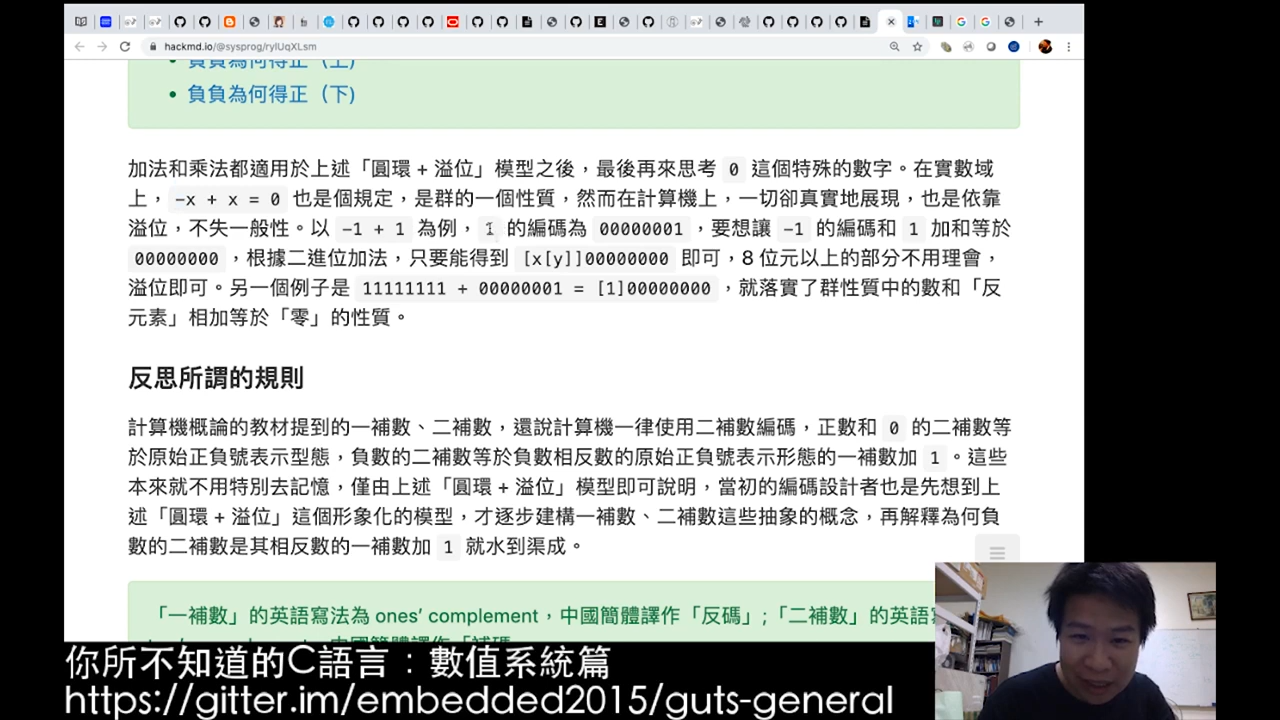 hackmd.io/@sysprog/rylUqXLsm
負負為何得正（上）
負負為何得正（下）
加法和乘法都適用於上述「圓環 + 溢位」模型之後，最後再來思考 0 這個特殊的數字。在實數域
上，-x + x = 0 也是個規定，是群的一個性質，然而在計算機上，一切卻真實地展現，也是依靠
溢位，不失一般性。以 -1 + 1 為例， 1 的編碼為 00000001 ，要想讓 -1 的編碼和 1 加和等於
00000000 ，根據二進位加法，只要能得到 [x[y]]00000000 即可，8 位元以上的部分不用理會，
溢位即可。另一個例子是 11111111 + 00000001 = [1]00000000 ，就落實了群性質中的數和「反
元素」相加等於「零」的性質。
反思所謂的規則
計算機概論的教材提到的一補數、二補數，還說計算機一律使用二補數編碼，正數和 0 的二補數等
於原始正負號表示型態，負數的二補數等於負數相反數的原始正負號表示形態的一補數加 1 。這些
本來就不用特別去記憶，僅由上述「圓環 + 溢位」模型即可說明，當初的編碼設計者也是先想到上
述「圓環 + 溢位」這個形象化的模型，才逐步建構一補數、二補數這些抽象的概念，再解釋為何負
數的二補數是其相反數的一補數加 1 就水到渠成。
「一補數」的英語寫法為 ones’ complement，中國簡體譯作「反碼」;「二補數」的英語
complement，中國簡體譯作「補碼
你所不知道的C語言：數值系統篇
https://gitter.im/embedded2015/guts-general